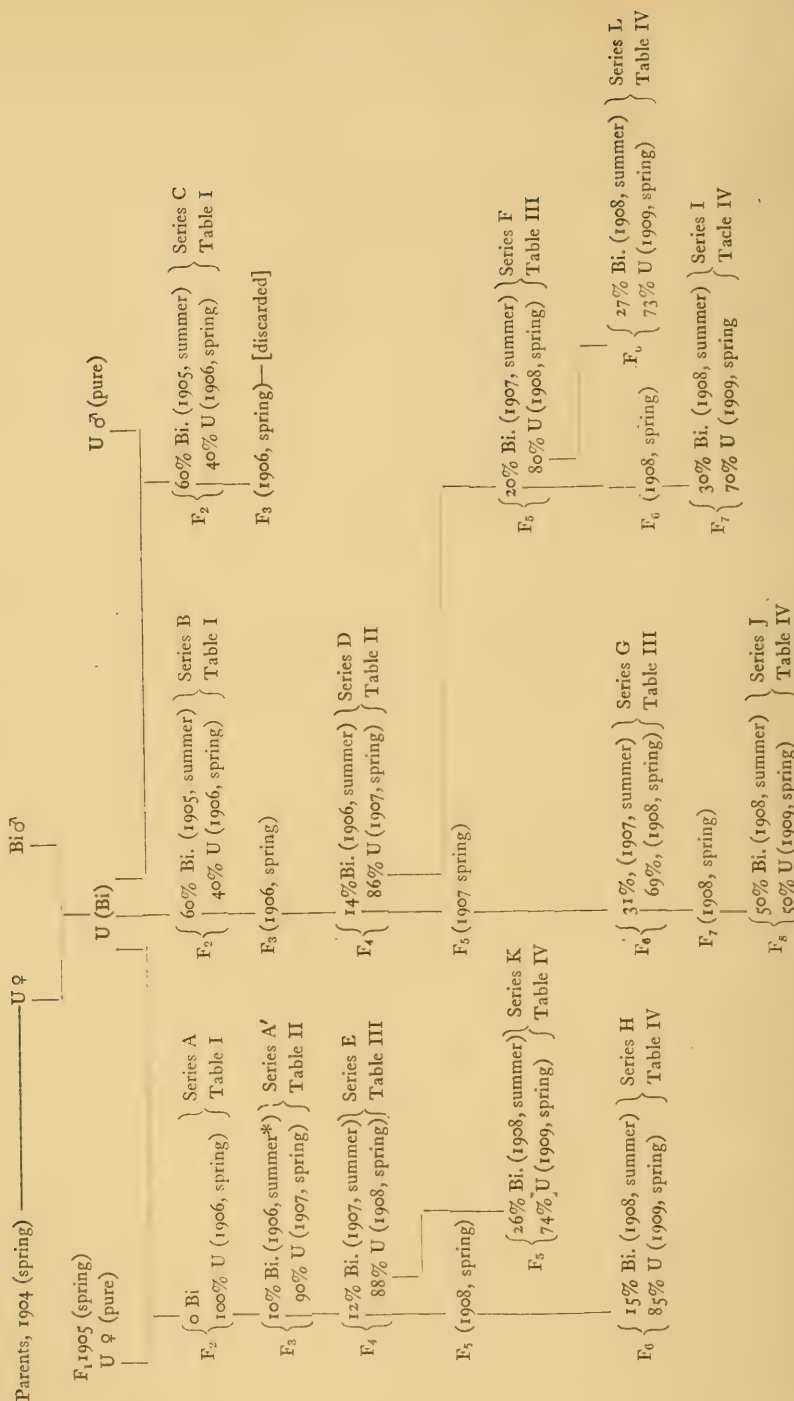 Parents, 1904 (spring) U ♀ Bi ♂
F₁ 1905 (spring)
U ♀ (pure) U (Bi) U ♂ (pure)
F₂ { 0 Bi } Series A
100% U (1906, spring) } Table I
F₂ { 60% Bi. (1905, summer) } Series B
40% U (1906, spring) } Table I
F₂ { 60% Bi. (1905, summer) } Series C
40% U (1906, spring) } Table I
F₃ { 10% Bi. (1906, summer*) } Series A′
90% U (1907, spring) } Table II
F₃ (1906, spring)
F₃ (1906, spring)—[discarded]
F₄ { 12% Bi. (1907, summer) } Series E
88% U (1908, spring) } Table III
F₄ { 14% Bi. (1906, summer) } Series D
86% U (1907, spring) } Table II
F₅ (1908, spring)
F₅ { 26% Bi. (1908, summer) } Series K
74% U (1909, spring) } Table IV
F₅ (1907 spring)
F₅ { 20% Bi. (1907, summer) } Series F
80% U (1908, spring) } Table III
F₆ { 15% Bi. (1908, summer) } Series H
85% U (1909, spring) } Table IV
F₆ { 31%, (1907, summer) } Series G
69%, (1908, spring) } Table III
F₆ (1908, spring)
F { 27% Bi. (1908, summer) } Series L
73% U (1909, spring) } Table IV
F₇ (1908, spring)
F₇ { 30% Bi. (1908, summer) } Series I
70% U (1909, spring } Tacle IV
F₈ { 50% Bi. (1908, summer) } Series J
50% U (1909, spring) } Table IV